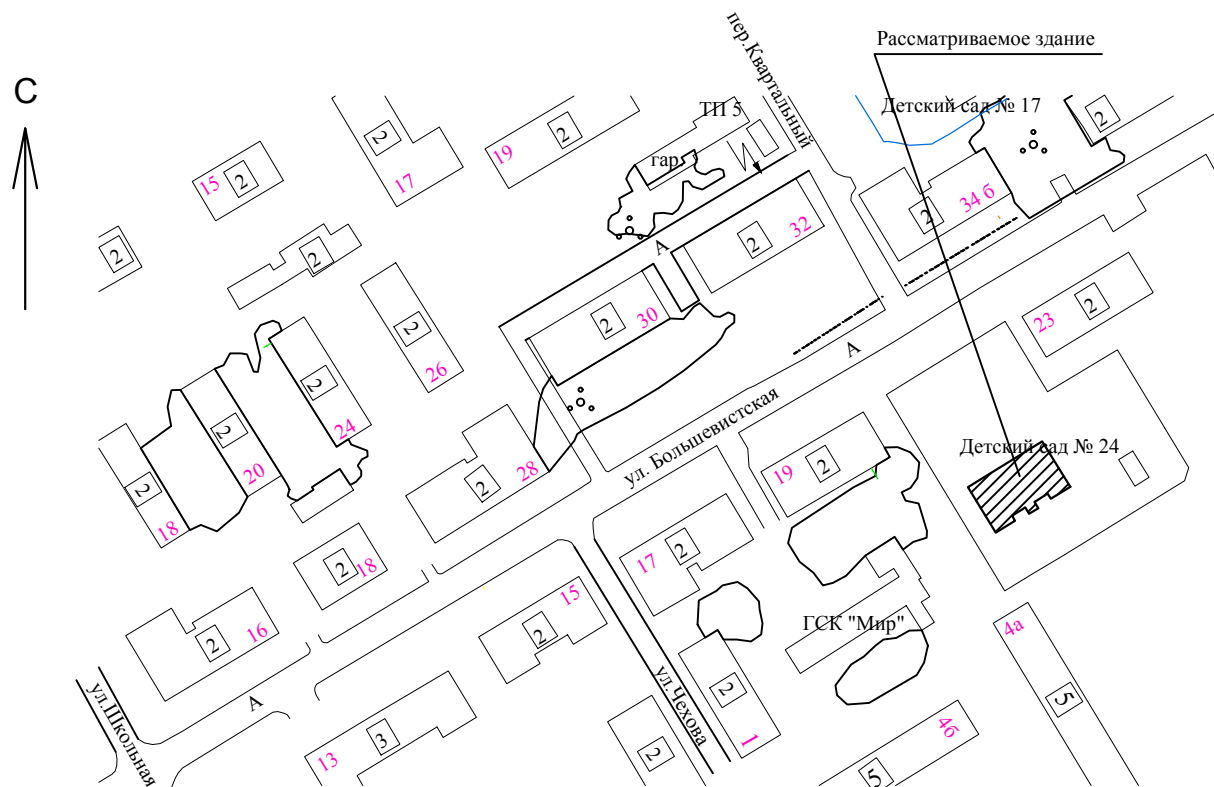 Рассматриваемое здание
С
пер.Квартальный
ТП 5
Детский сад № 17
2
2
2
19
17
15
2
гар.
34 б
2
2
А
2
32
2
2
30
23
2
2
26
А
2
24
2
20
ул. Большевистская
2
19
Детский сад № 24
2
28
2
18
2
17
2
18
15
2
ГСК "Мир"
4а
2
16
ул.Чехова
2
5
ул.Школьная
А
1
4б
3
13
2
5